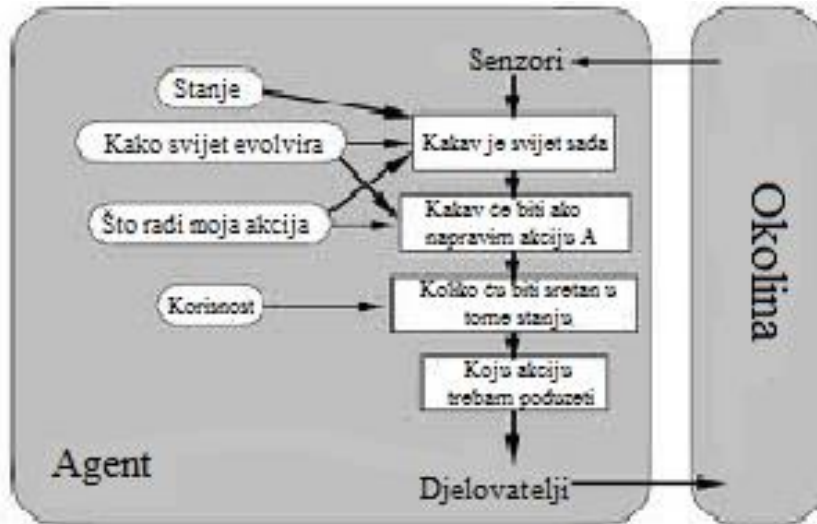 Senzori
Stanje
Kako svijet evolvira
Kakav je svijet sada
Što radi moja akcija
Kakav će biti ako
napravim akciju A
Korisnost
Koliko ću biti sretan u
tome stanju
Koju akciju
trebam poduzeti
Agent
Djelovatelji
Okolina